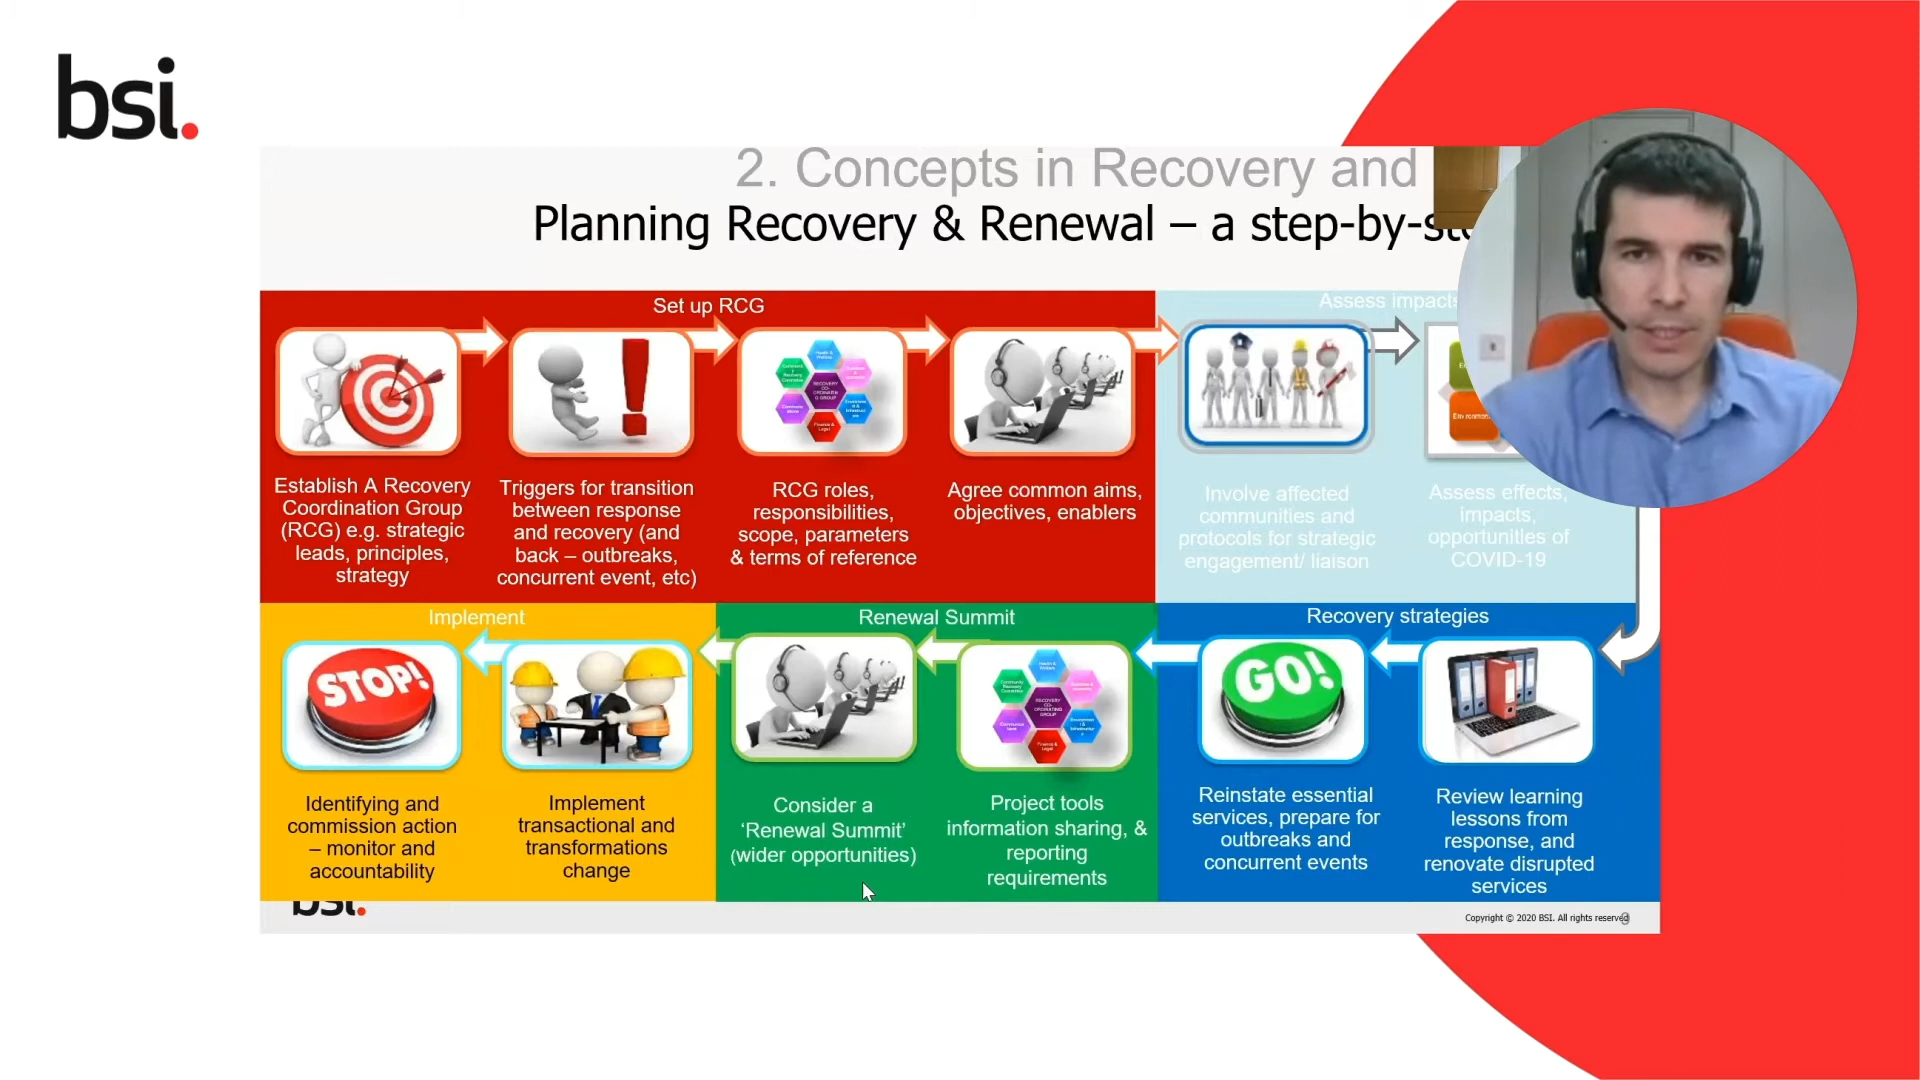 bsi.
2. Concepts in Recovery and
Planning Recovery & Renewal – a step-by-ste
Set up RCG
Assess impacts
Establish A Recovery
Coordination Group
(RCG) e.g. strategic
leads, principles,
strategy
Triggers for transition
between response
and recovery (and
back – outbreaks,
concurrent event, etc)
RCG roles,
responsibilities,
scope, parameters
& terms of reference
Agree common aims,
objectives, enablers
Involve affected
communities and
protocols for strategic
engagement/ liaison
Assess effects,
impacts,
opportunities of
COVID-19
Implement
Renewal Summit
Recovery strategies
STOP!
GO!
Identifying and
commission action
– monitor and
accountability
Implement
transactional and
transformations
change
Consider a
‘Renewal Summit’
(wider opportunities)
Project tools
information sharing, &
reporting
requirements
Reinstate essential
services, prepare for
outbreaks and
concurrent events
Review learning
lessons from
response, and
renovate disrupted
services
bsi.
Copyright © 2020 BSI. All rights reserved